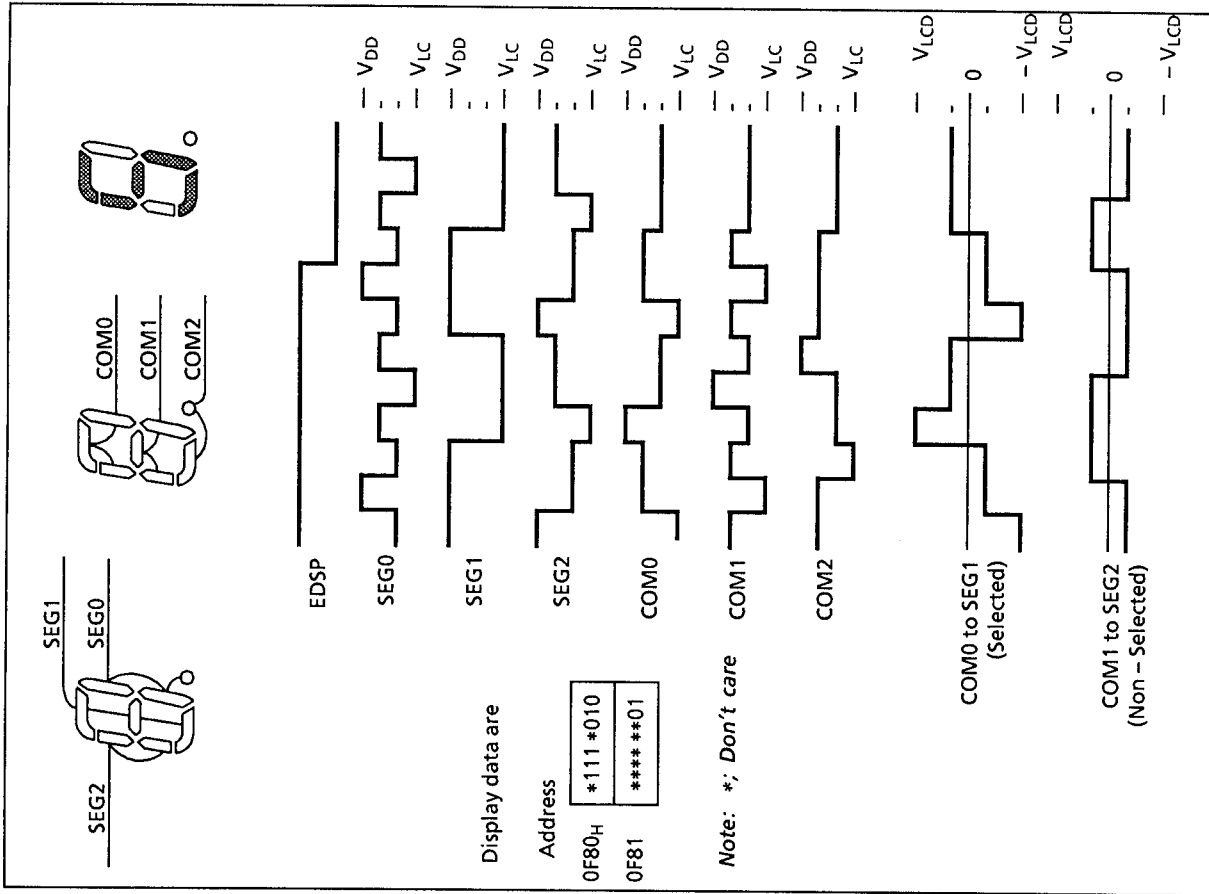 SEG1
SEG2
SEG0
COM0
COM1
COM2
Display data are
Address
0F80H
*111 *010
0F81
**** **01
Note: *; Don't care
EDSP
SEG0
VDD
VLC
SEG1
VDD
VLC
SEG2
VDD
VLC
COM0
VDD
VLC
COM1
VDD
VLC
COM2
VDD
VLC
COM0 to SEG1
(Selected)
VLCD
0
– VLCD
COM1 to SEG2
(Non – Selected)
VLCD
0
– VLCD